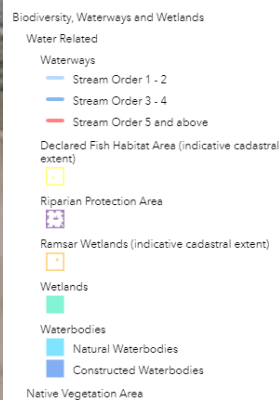 Biodiversity, Waterways and Wetlands
Water Related
Waterways
Stream Order 1 - 2
Stream Order 3 - 4
Stream Order 5 and above
Declared Fish Habitat Area (indicative cadastral
extent)
Riparian Protection Area
Ramsar Wetlands (indicative cadastral extent)
Wetlands
Waterbodies
Natural Waterbodies
Constructed Waterbodies
Native Vegetation Area